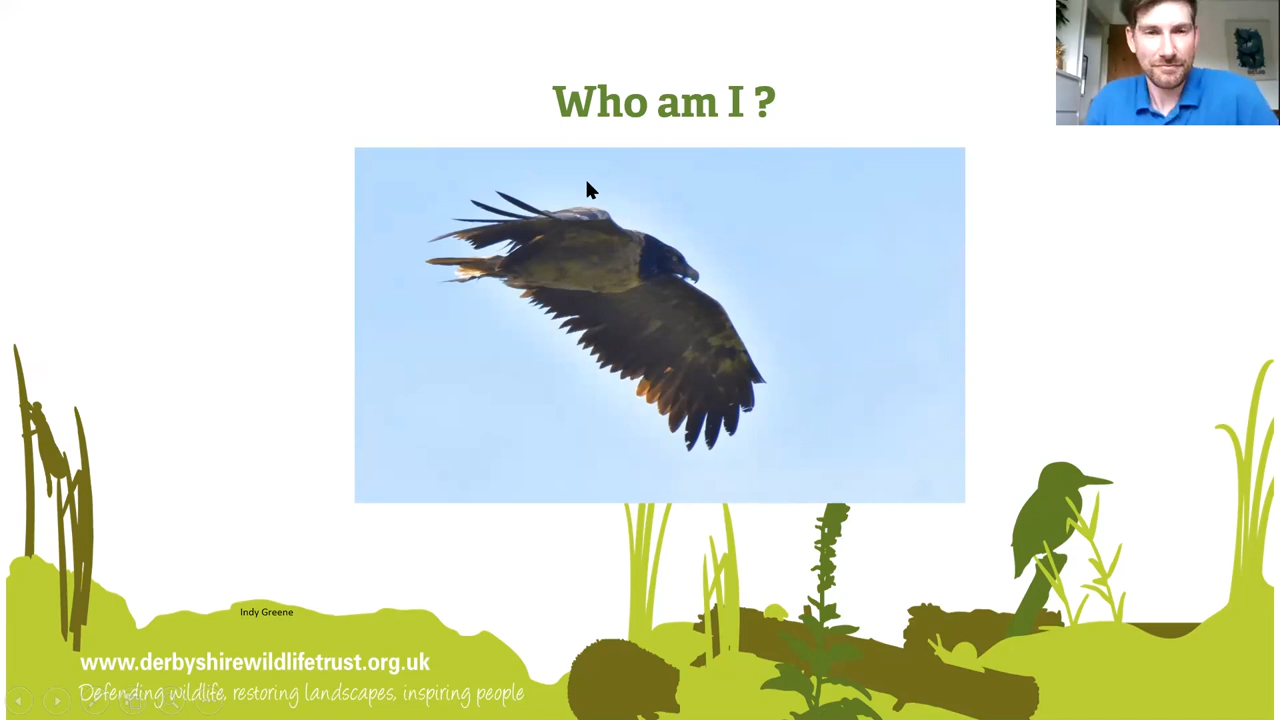 Who am I ?
Indy Greene
www.derbyshirewildlifetrust.org.uk
Defending wildlife, restoring landscapes, inspiring people